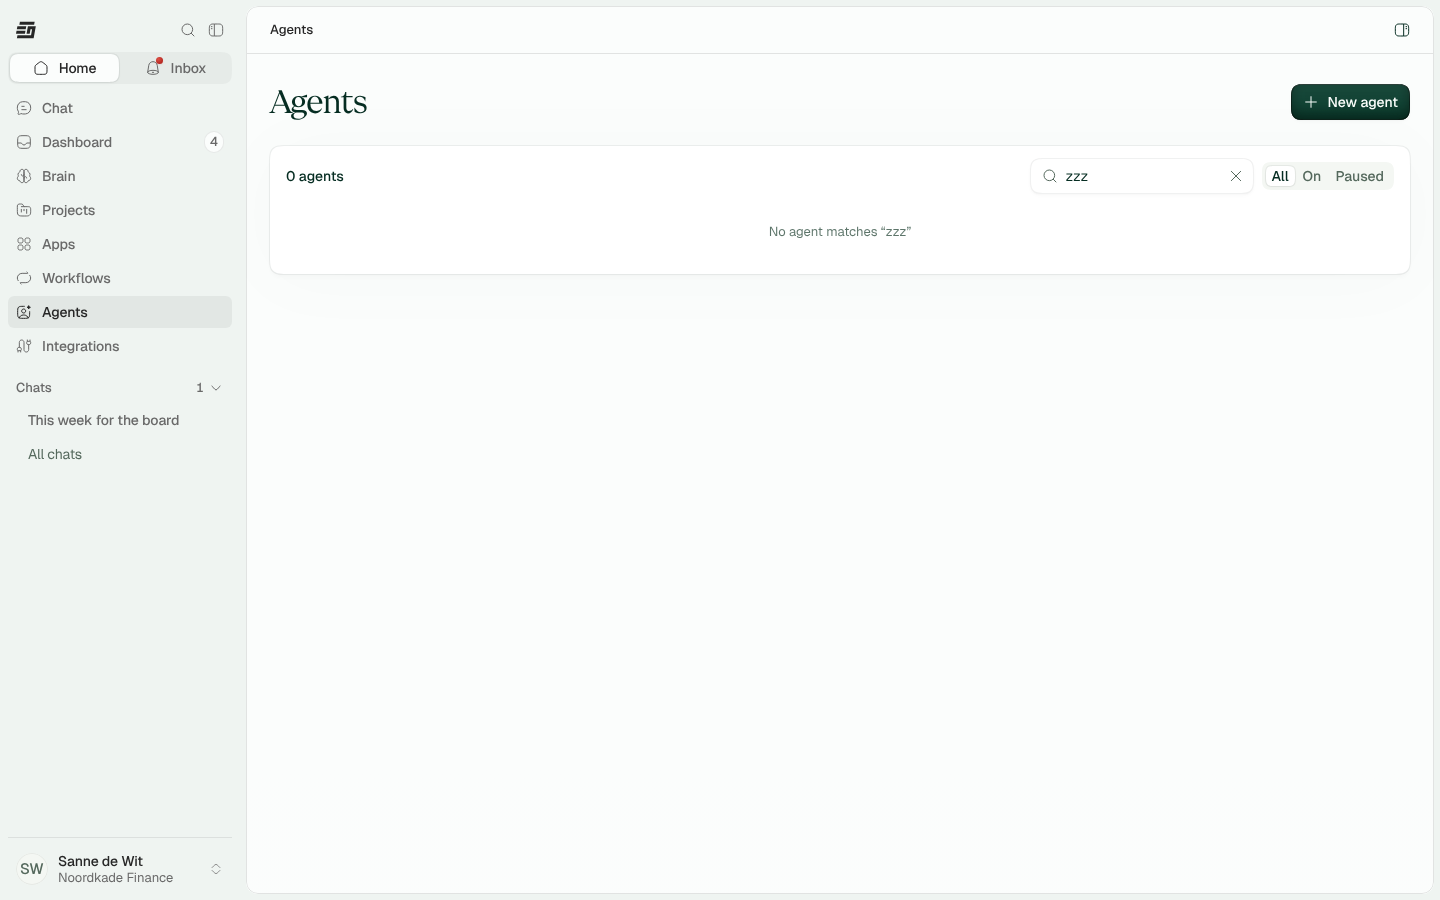 Home
Inbox
Chat
Dashboard
4
Brain
Projects
Apps
Workflows
Agents
Integrations
Chats
1
This week for the board
All chats
SW
Sanne de Wit
Noordkade Finance
Agents
Agents
New agent
0 agents
zzz
All
On
Paused
No agent matches “zzz”